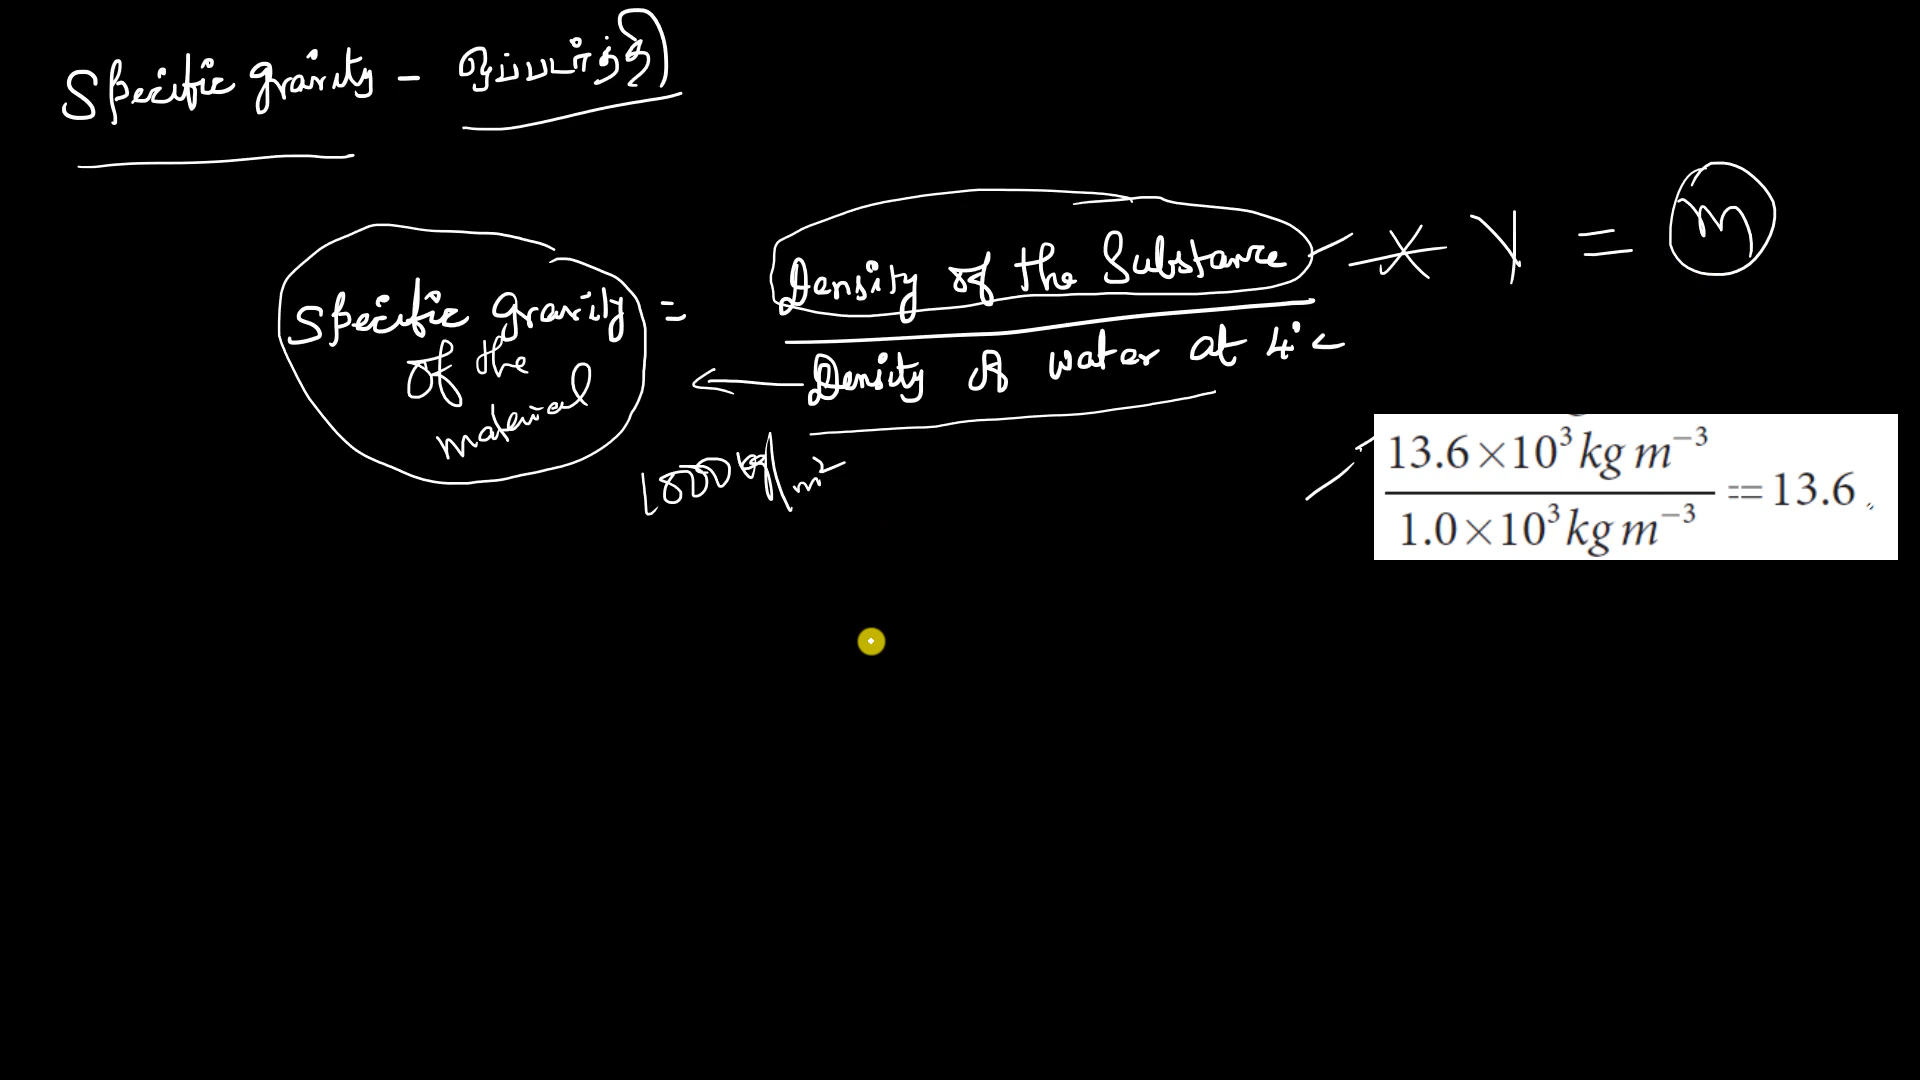 Specific gravity - ஒப்படர்த்தி
Specific gravity
of the
material
=
Density of the Substance
Density of water at 4°c
* V = m
1000 kg/m²
13.6×10³ kg m⁻³
1.0×10³ kg m⁻³
== 13.6